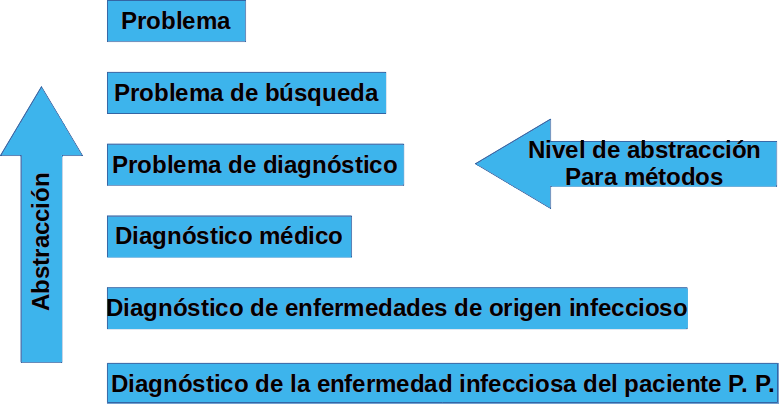 Problema
Problema de búsqueda
Problema de diagnóstico
Nivel de abstracción
Para métodos
Diagnóstico médico
Diagnóstico de enfermedades de origen infeccioso
Diagnóstico de la enfermedad infecciosa del paciente P. P.
Abstracción